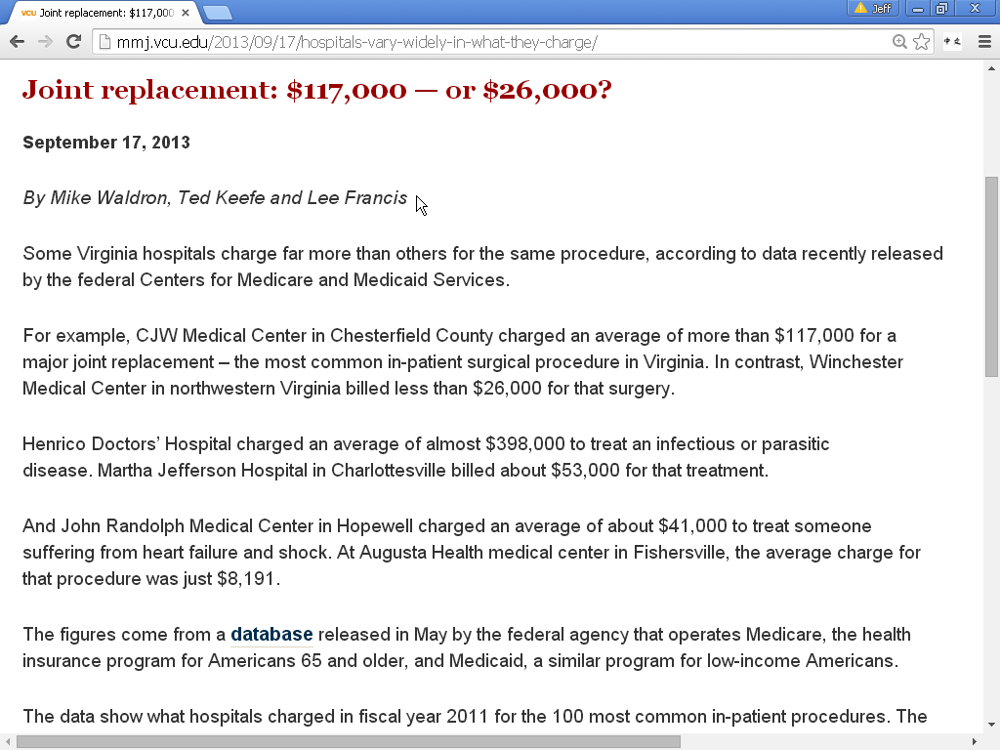 vcu Joint replacement: $117,000
Jeff
mmj.vcu.edu/2013/09/17/hospitals-vary-widely-in-what-they-charge/
Joint replacement: $117,000 — or $26,000?
September 17, 2013
By Mike Waldron, Ted Keefe and Lee Francis
Some Virginia hospitals charge far more than others for the same procedure, according to data recently released
by the federal Centers for Medicare and Medicaid Services.
For example, CJW Medical Center in Chesterfield County charged an average of more than $117,000 for a
major joint replacement – the most common in-patient surgical procedure in Virginia. In contrast, Winchester
Medical Center in northwestern Virginia billed less than $26,000 for that surgery.
Henrico Doctors’ Hospital charged an average of almost $398,000 to treat an infectious or parasitic
disease. Martha Jefferson Hospital in Charlottesville billed about $53,000 for that treatment.
And John Randolph Medical Center in Hopewell charged an average of about $41,000 to treat someone
suffering from heart failure and shock. At Augusta Health medical center in Fishersville, the average charge for
that procedure was just $8,191.
The figures come from a database released in May by the federal agency that operates Medicare, the health
insurance program for Americans 65 and older, and Medicaid, a similar program for low-income Americans.
The data show what hospitals charged in fiscal year 2011 for the 100 most common in-patient procedures. The